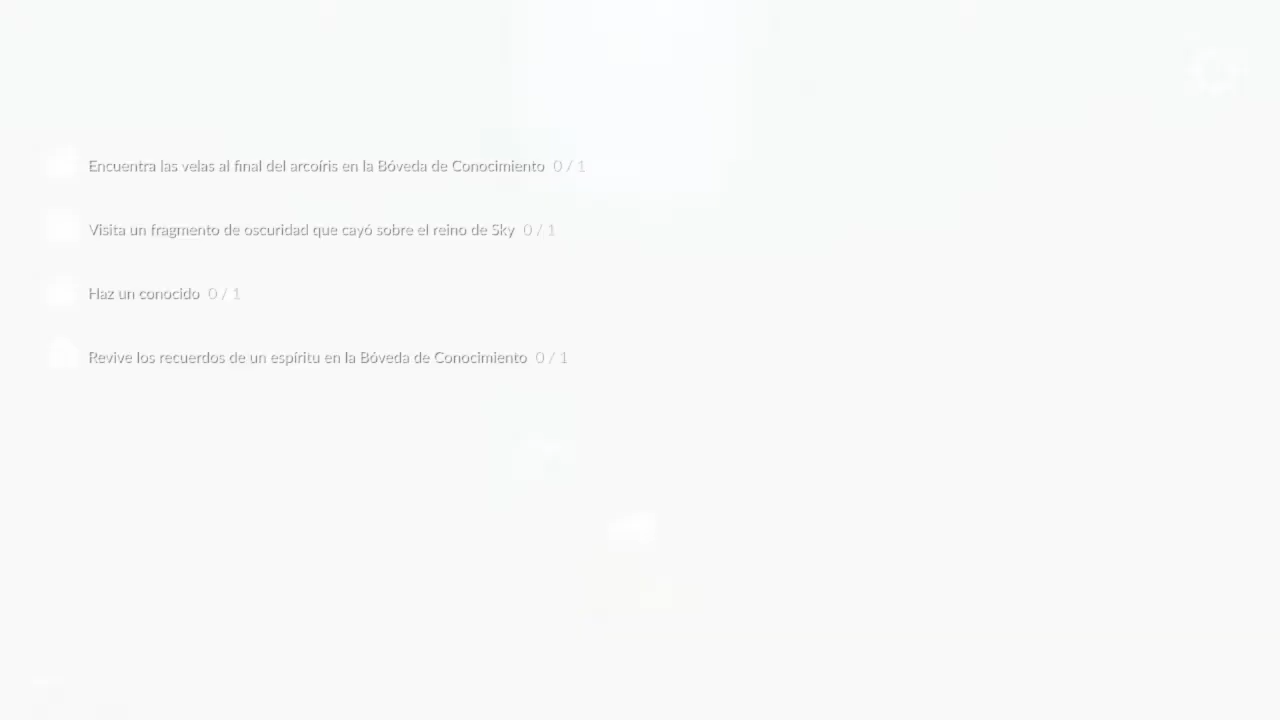 Encuentra las velas al final del arcoíris en la Bóveda de Conocimiento 0 / 1
Visita un fragmento de oscuridad que cayó sobre el reino de Sky 0 / 1
Haz un conocido 0 / 1
Revive los recuerdos de un espíritu en la Bóveda de Conocimiento 0 / 1